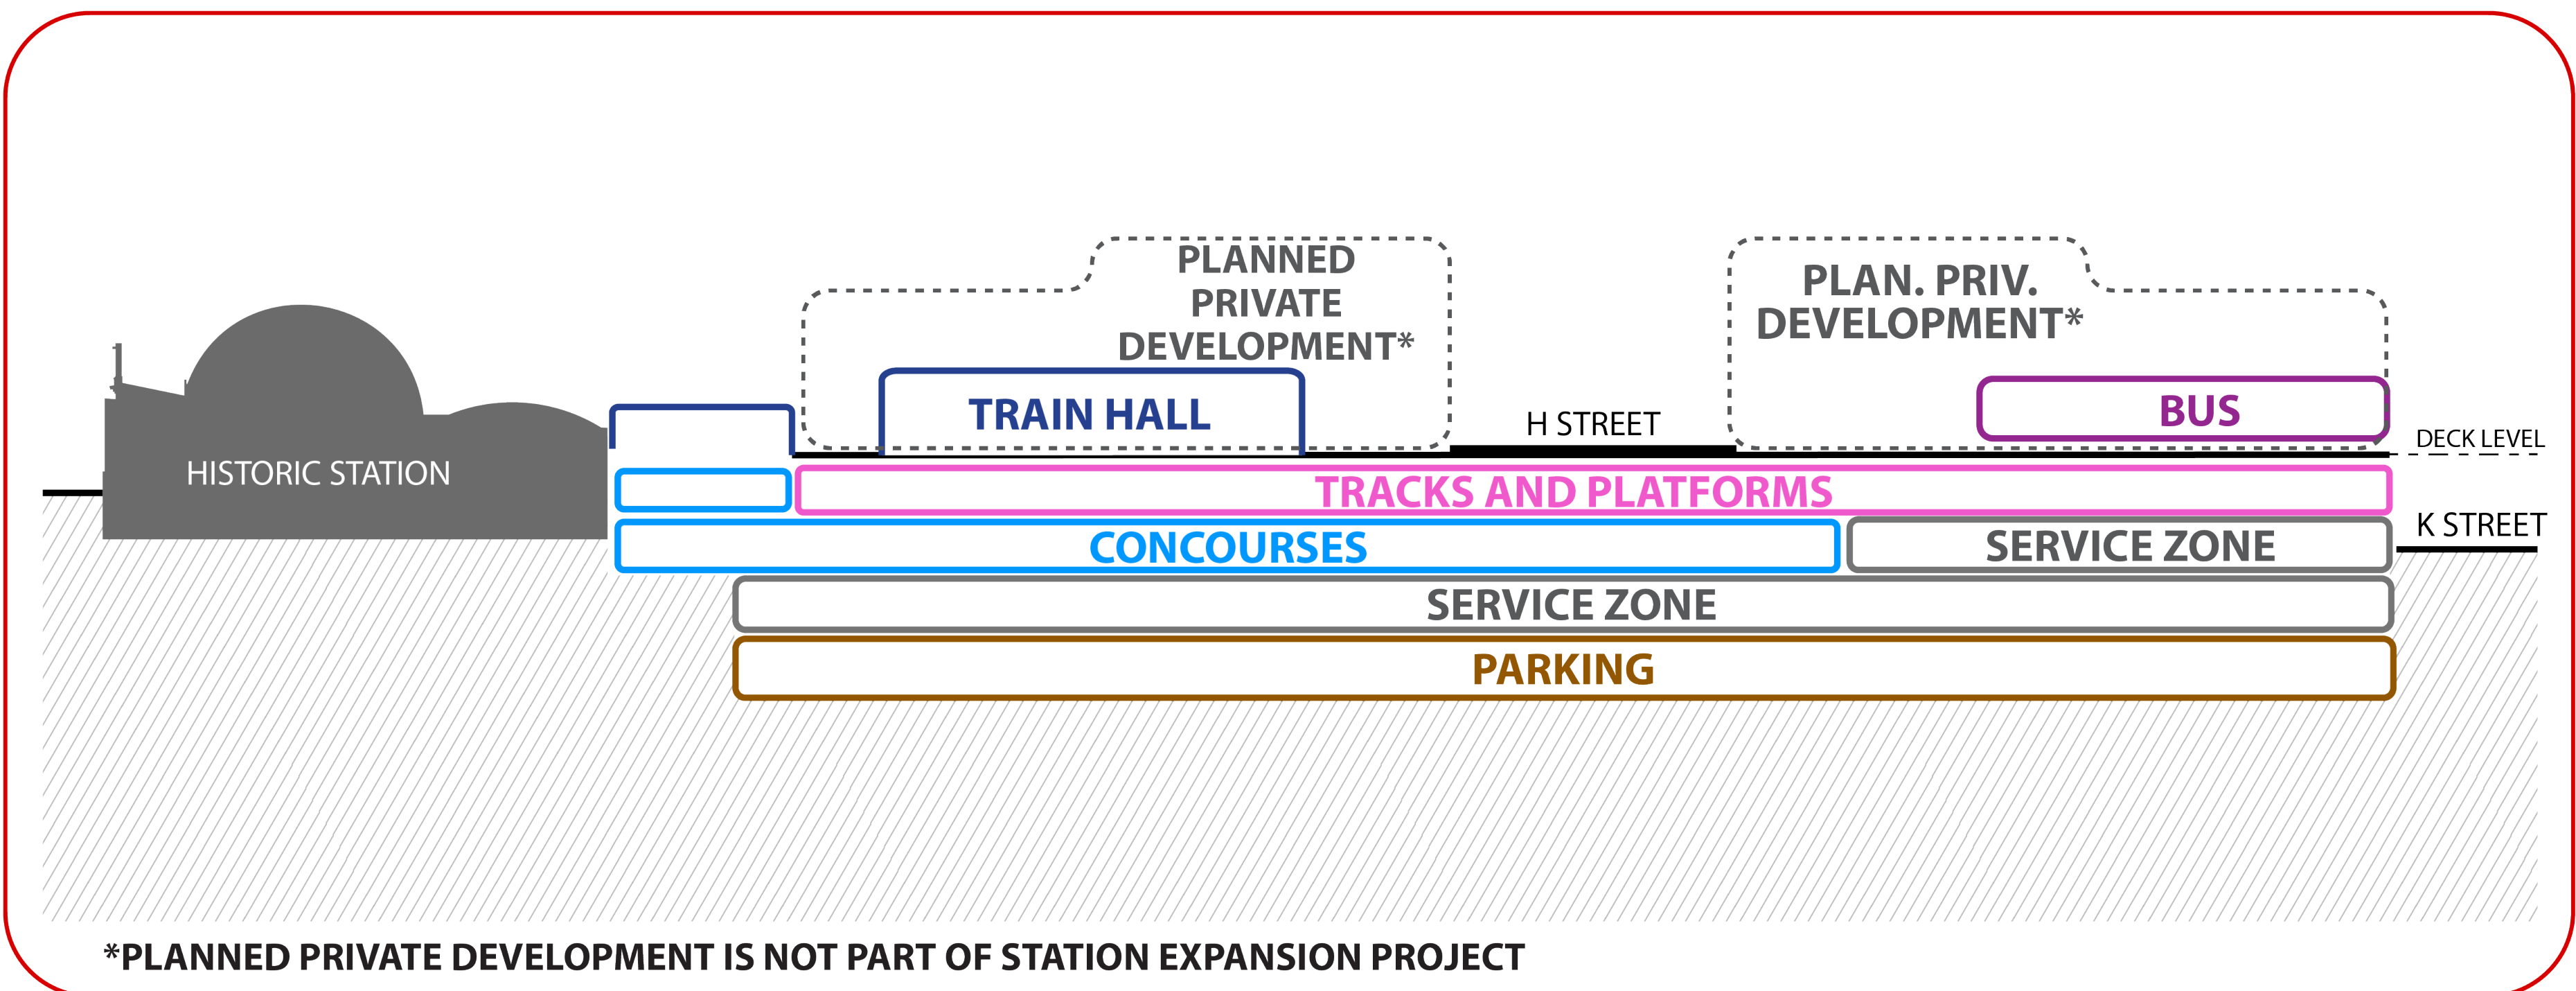 PLANNED
PRIVATE
DEVELOPMENT*
PLAN. PRIV.
DEVELOPMENT*
TRAIN HALL
H STREET
BUS
DECK LEVEL
HISTORIC STATION
TRACKS AND PLATFORMS
K STREET
CONCOURSES
SERVICE ZONE
SERVICE ZONE
PARKING
*PLANNED PRIVATE DEVELOPMENT IS NOT PART OF STATION EXPANSION PROJECT